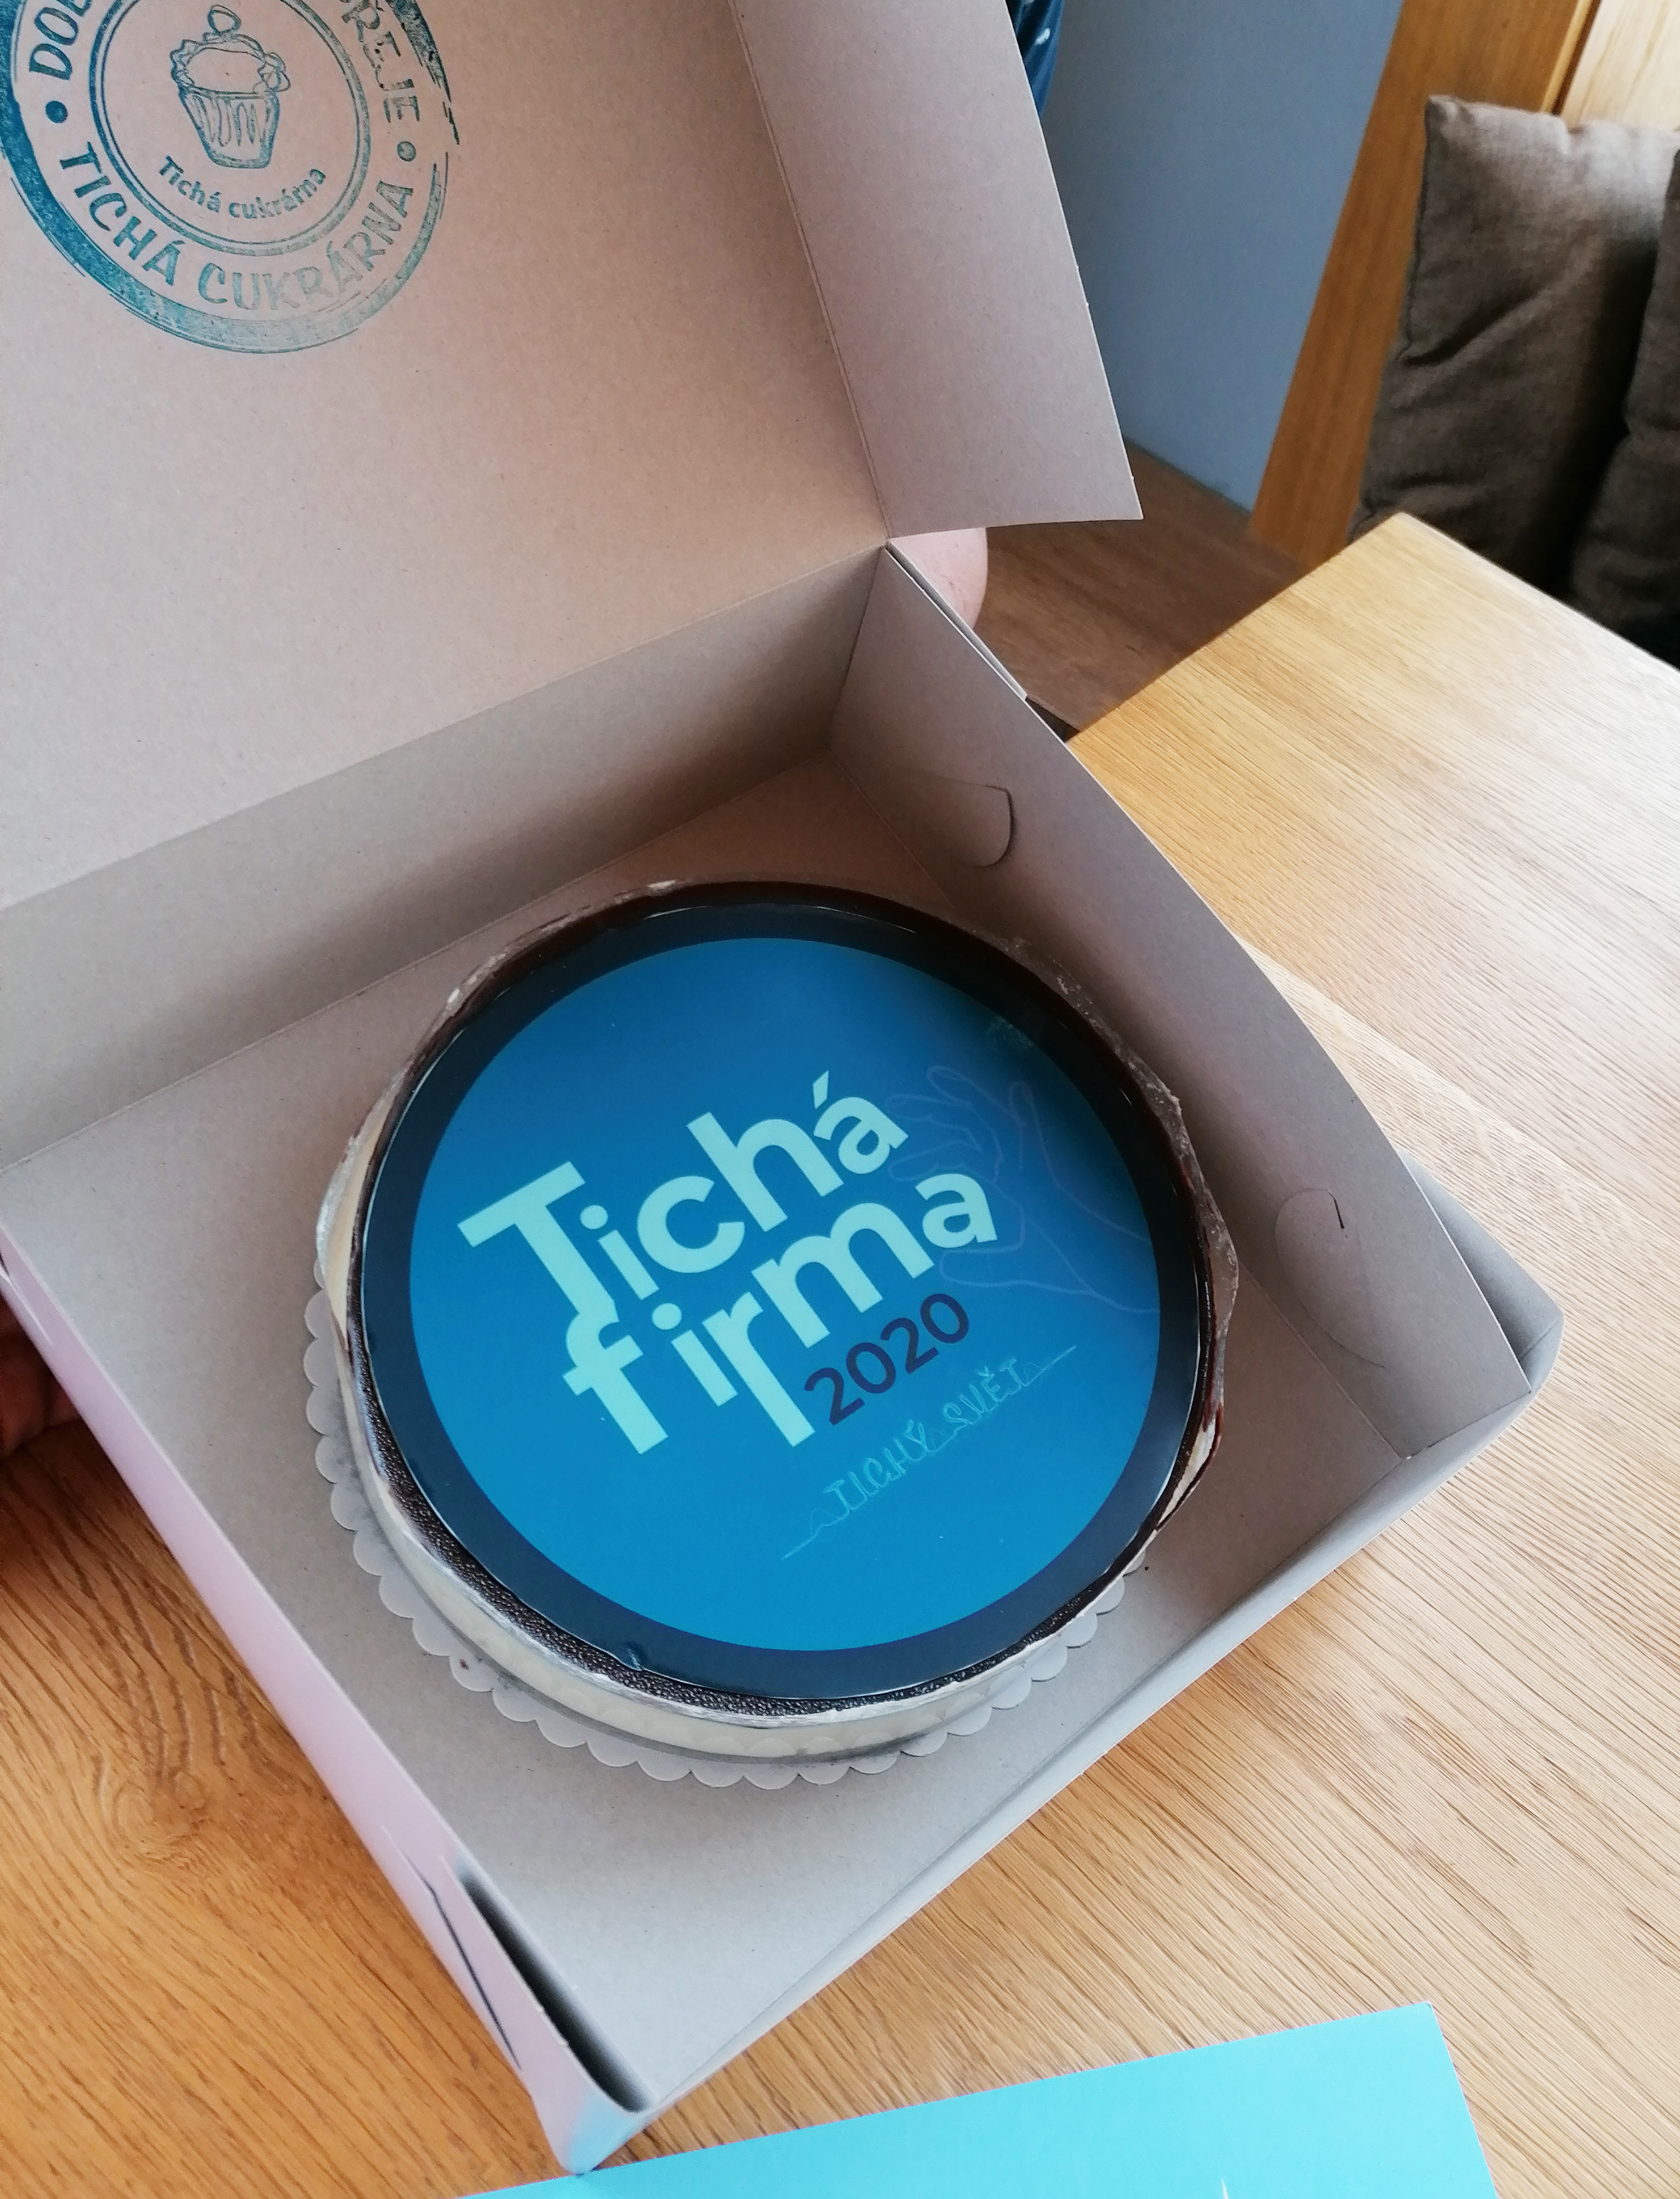 TICHÁ CUKRÁRNA
Tichá cukrárna
Tichá
firma
2020
TICHÝ SVĚT